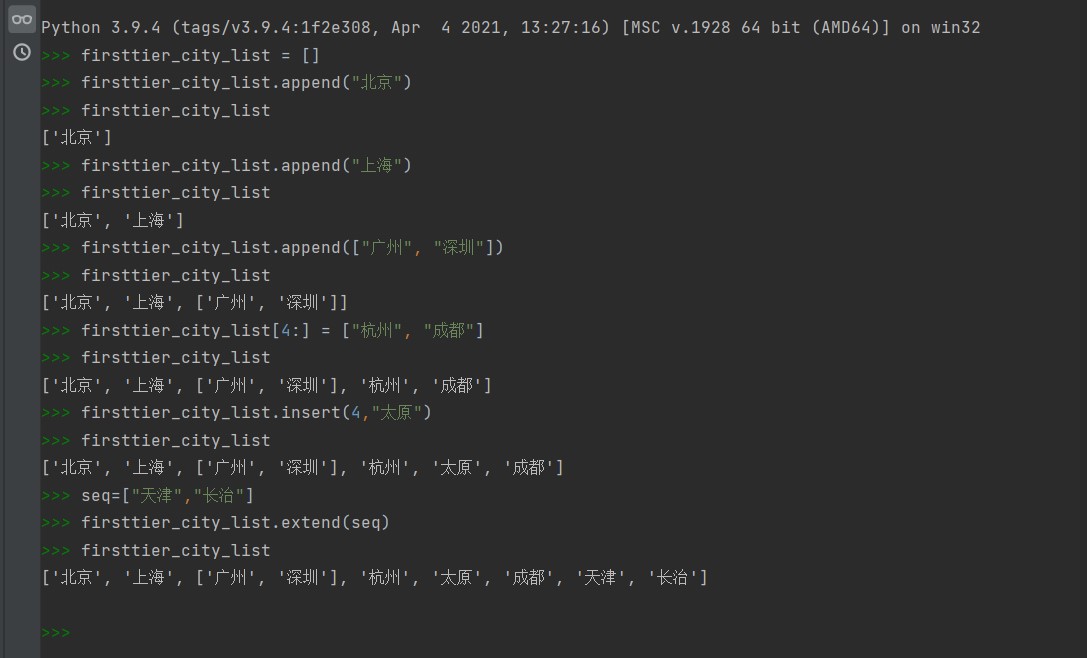 Python 3.9.4 (tags/v3.9.4:1f2e308, Apr  4 2021, 13:27:16) [MSC v.1928 64 bit (AMD64)] on win32
>>> firsttier_city_list = []
>>> firsttier_city_list.append("北京")
>>> firsttier_city_list
['北京']
>>> firsttier_city_list.append("上海")
>>> firsttier_city_list
['北京', '上海']
>>> firsttier_city_list.append(["广州", "深圳"])
>>> firsttier_city_list
['北京', '上海', ['广州', '深圳']]
>>> firsttier_city_list[4:] = ["杭州", "成都"]
>>> firsttier_city_list
['北京', '上海', ['广州', '深圳'], '杭州', '成都']
>>> firsttier_city_list.insert(4,"太原")
>>> firsttier_city_list
['北京', '上海', ['广州', '深圳'], '杭州', '太原', '成都']
>>> seq=["天津","长治"]
>>> firsttier_city_list.extend(seq)
>>> firsttier_city_list
['北京', '上海', ['广州', '深圳'], '杭州', '太原', '成都', '天津', '长治']
>>>